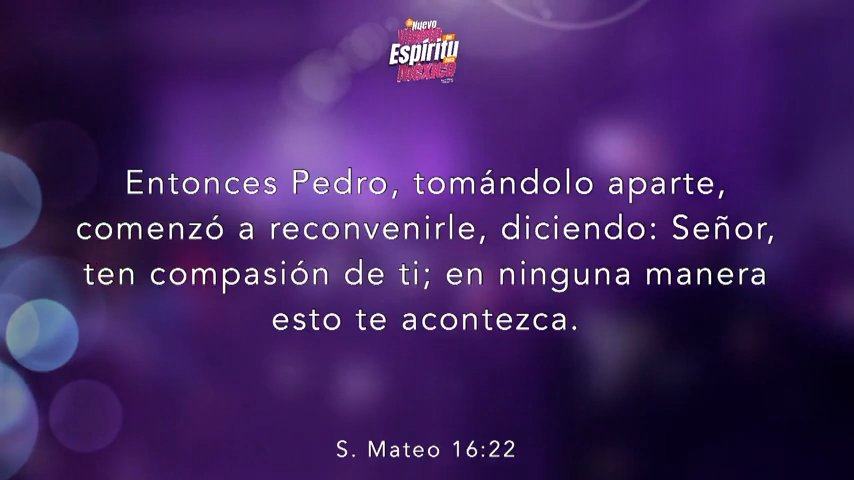 Nuevo
Espíritu
México
Entonces Pedro, tomándolo aparte,
comenzó a reconvenirle, diciendo: Señor,
ten compasión de ti; en ninguna manera
esto te acontezca.
S. Mateo 16:22